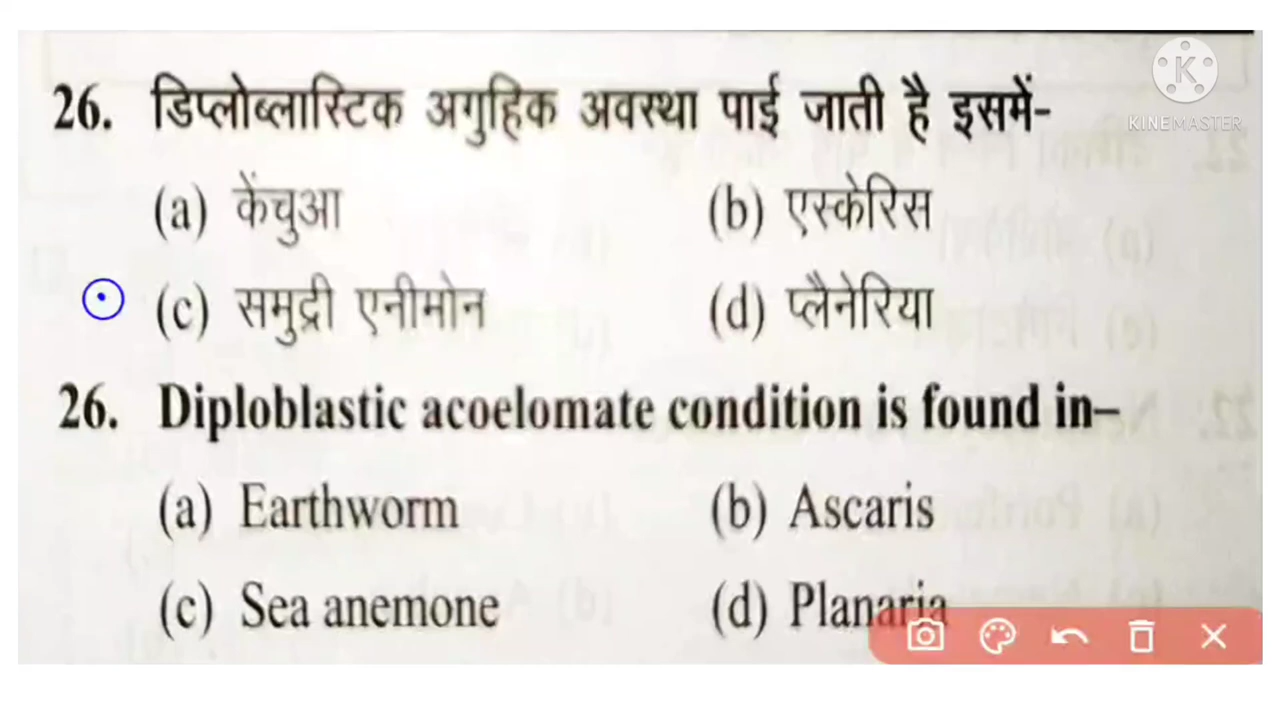 26. डिप्लोब्लास्टिक अगुहिक अवस्था पाई जाती है इसमें-
(a) केंचुआ (b) एस्केरिस
(c) समुद्री एनीमोन (d) प्लैनेरिया
26. Diploblastic acoelomate condition is found in–
(a) Earthworm (b) Ascaris
(c) Sea anemone (d) Planaria
KINEMASTER